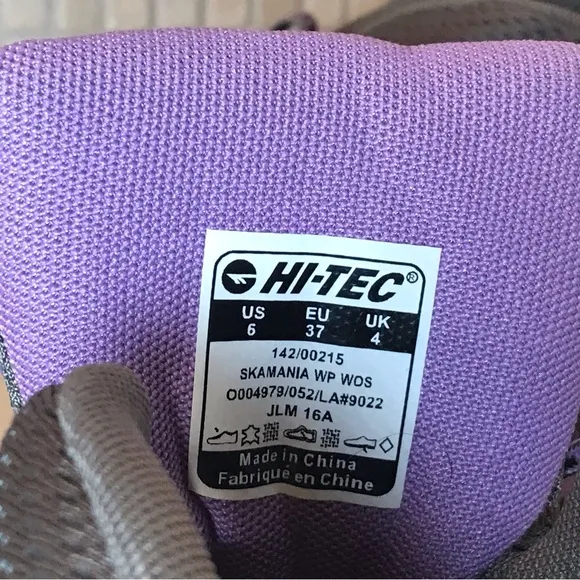 HI-TEC®
US EU UK
6 37 4
142/00215
SKAMANIA WP WOS
O004979/052/LA#9022
JLM 16A
Made in China
Fabriqué en Chine